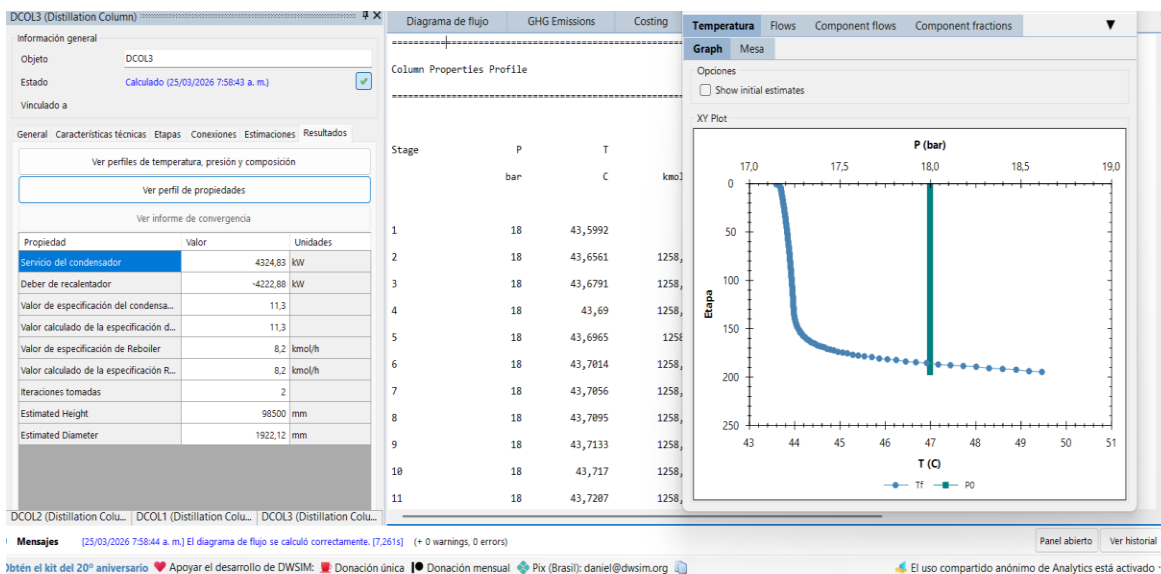 DCOL3 (Distillation Column)
Información general
Objeto DCOL3
Estado Calculado (25/03/2026 7:58:43 a. m.)
Vinculado a
General Características técnicas Etapas Conexiones Estimaciones Resultados
Ver perfiles de temperatura, presión y composición
Ver perfil de propiedades
Ver informe de convergencia
Propiedad Valor Unidades
Servicio del condensador 4324,83 kW
Deber de recalentador -4222,88 kW
Valor de especificación del condensa... 11,3
Valor calculado de la especificación d... 11,3
Valor de especificación de Reboiler 8,2 kmol/h
Valor calculado de la especificación R... 8,2 kmol/h
Iteraciones tomadas 2
Estimated Height 98500 mm
Estimated Diameter 1922,12 mm
DCOL2 (Distillation Colu... DCOL1 (Distillation Colu... DCOL3 (Distillation Colu...
Diagrama de flujo GHG Emissions Costing
Column Properties Profile
Stage P T
bar C kmol
1 18 43,5992
2 18 43,6561 1258,
3 18 43,6791 1258,
4 18 43,69 1258,
5 18 43,6965 1258
6 18 43,7014 1258,
7 18 43,7056 1258,
8 18 43,7095 1258,
9 18 43,7133 1258,
10 18 43,717 1258,
11 18 43,7207 1258,
Temperatura Flows Component flows Component fractions
Graph Mesa
Opciones
Show initial estimates
XY Plot
P (bar)
17,0 17,5 18,0 18,5 19,0
0
50
100
150
200
250
Etapa
43 44 45 46 47 48 49 50 51
T (C)
Tf P0
Mensajes [25/03/2026 7:58:44 a. m.] El diagrama de flujo se calculó correctamente. [7,261s] (+ 0 warnings, 0 errors) Panel abierto Ver historial
Obtén el kit del 20º aniversario Apoyar el desarrollo de DWSIM: Donación única Donación mensual Pix (Brasil): daniel@dwsim.org El uso compartido anónimo de Analytics está activado